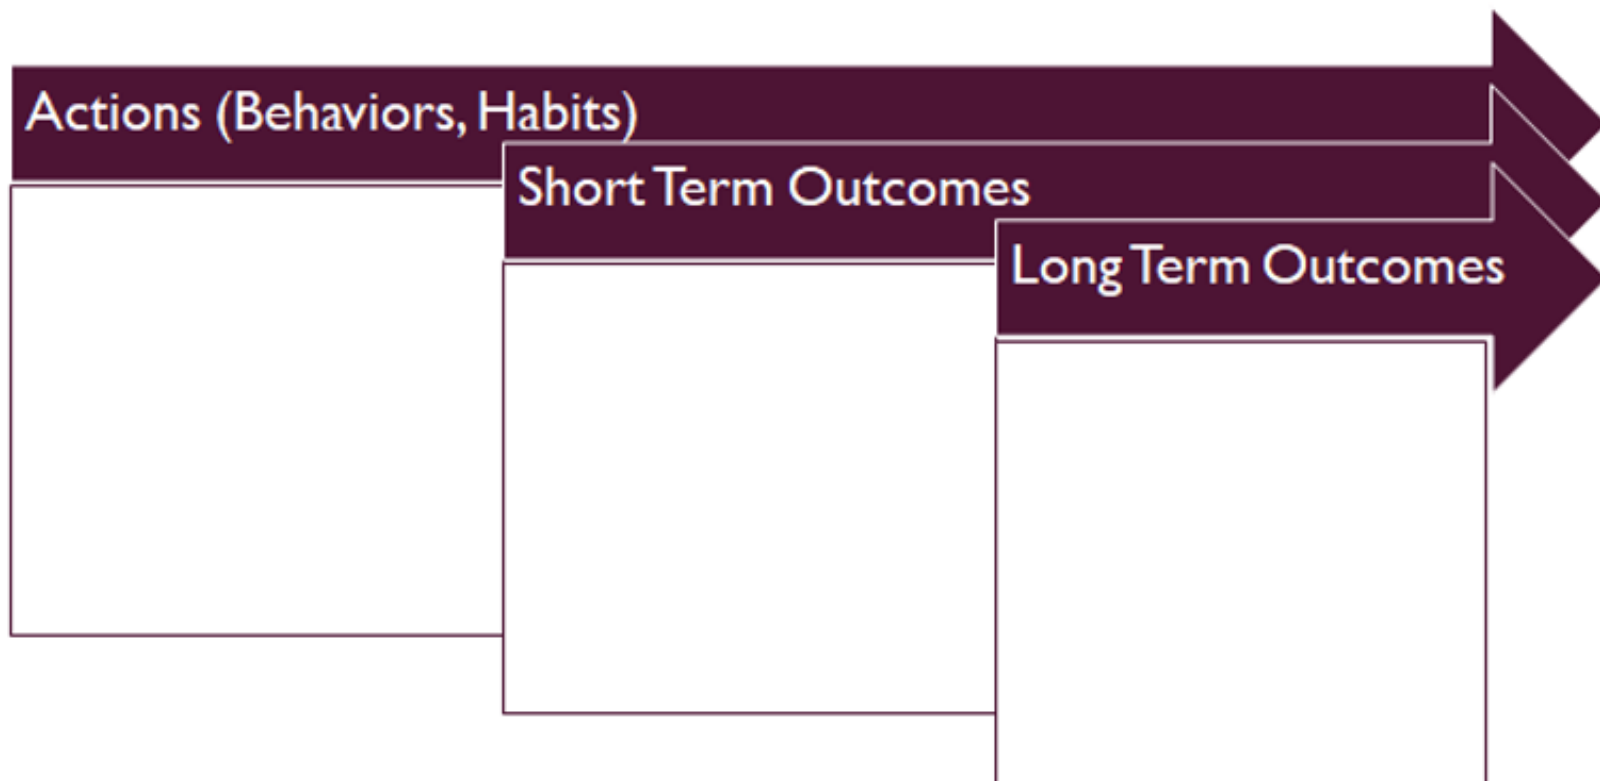 Actions (Behaviors, Habits)
Short Term Outcomes
Long Term Outcomes